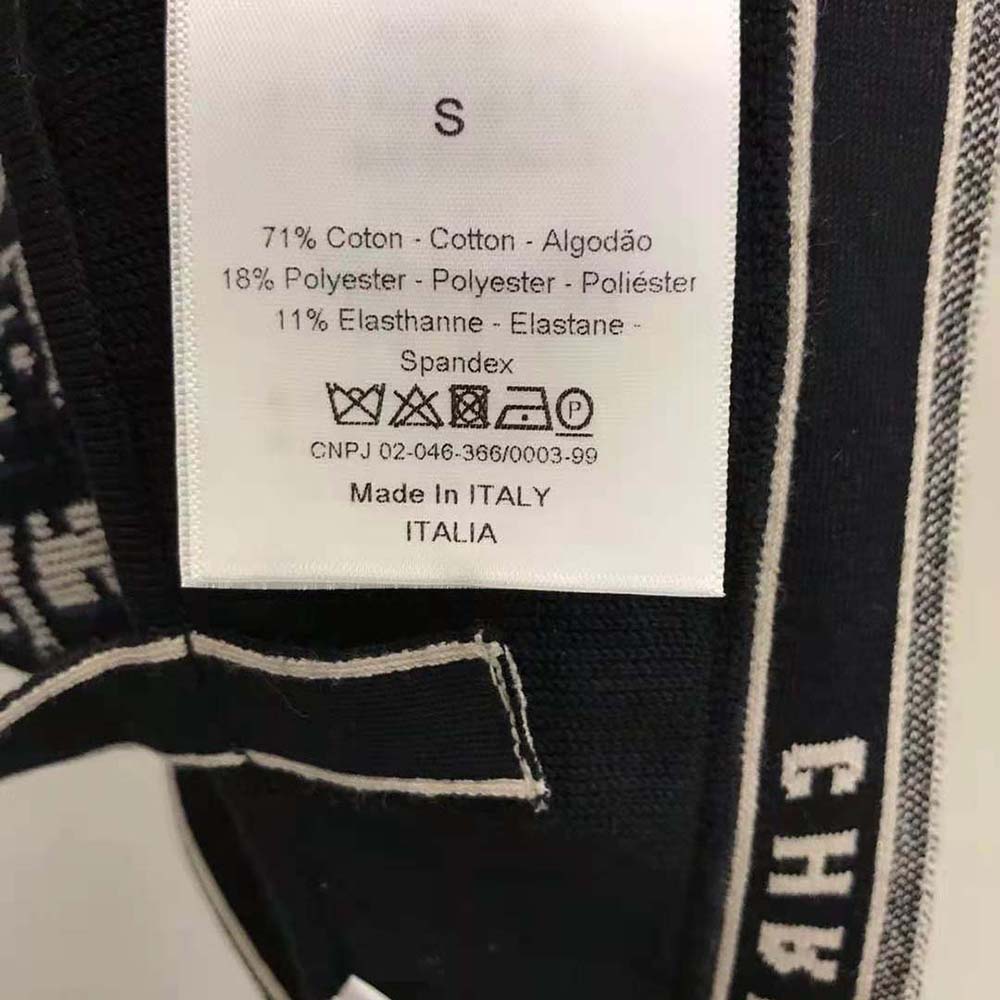 S
71% Coton - Cotton - Algodão
18% Polyester - Polyester - Poliéster
11% Elasthanne - Elastane -
Spandex
P
CNPJ 02-046-366/0003-99
Made In ITALY
ITALIA
CHR